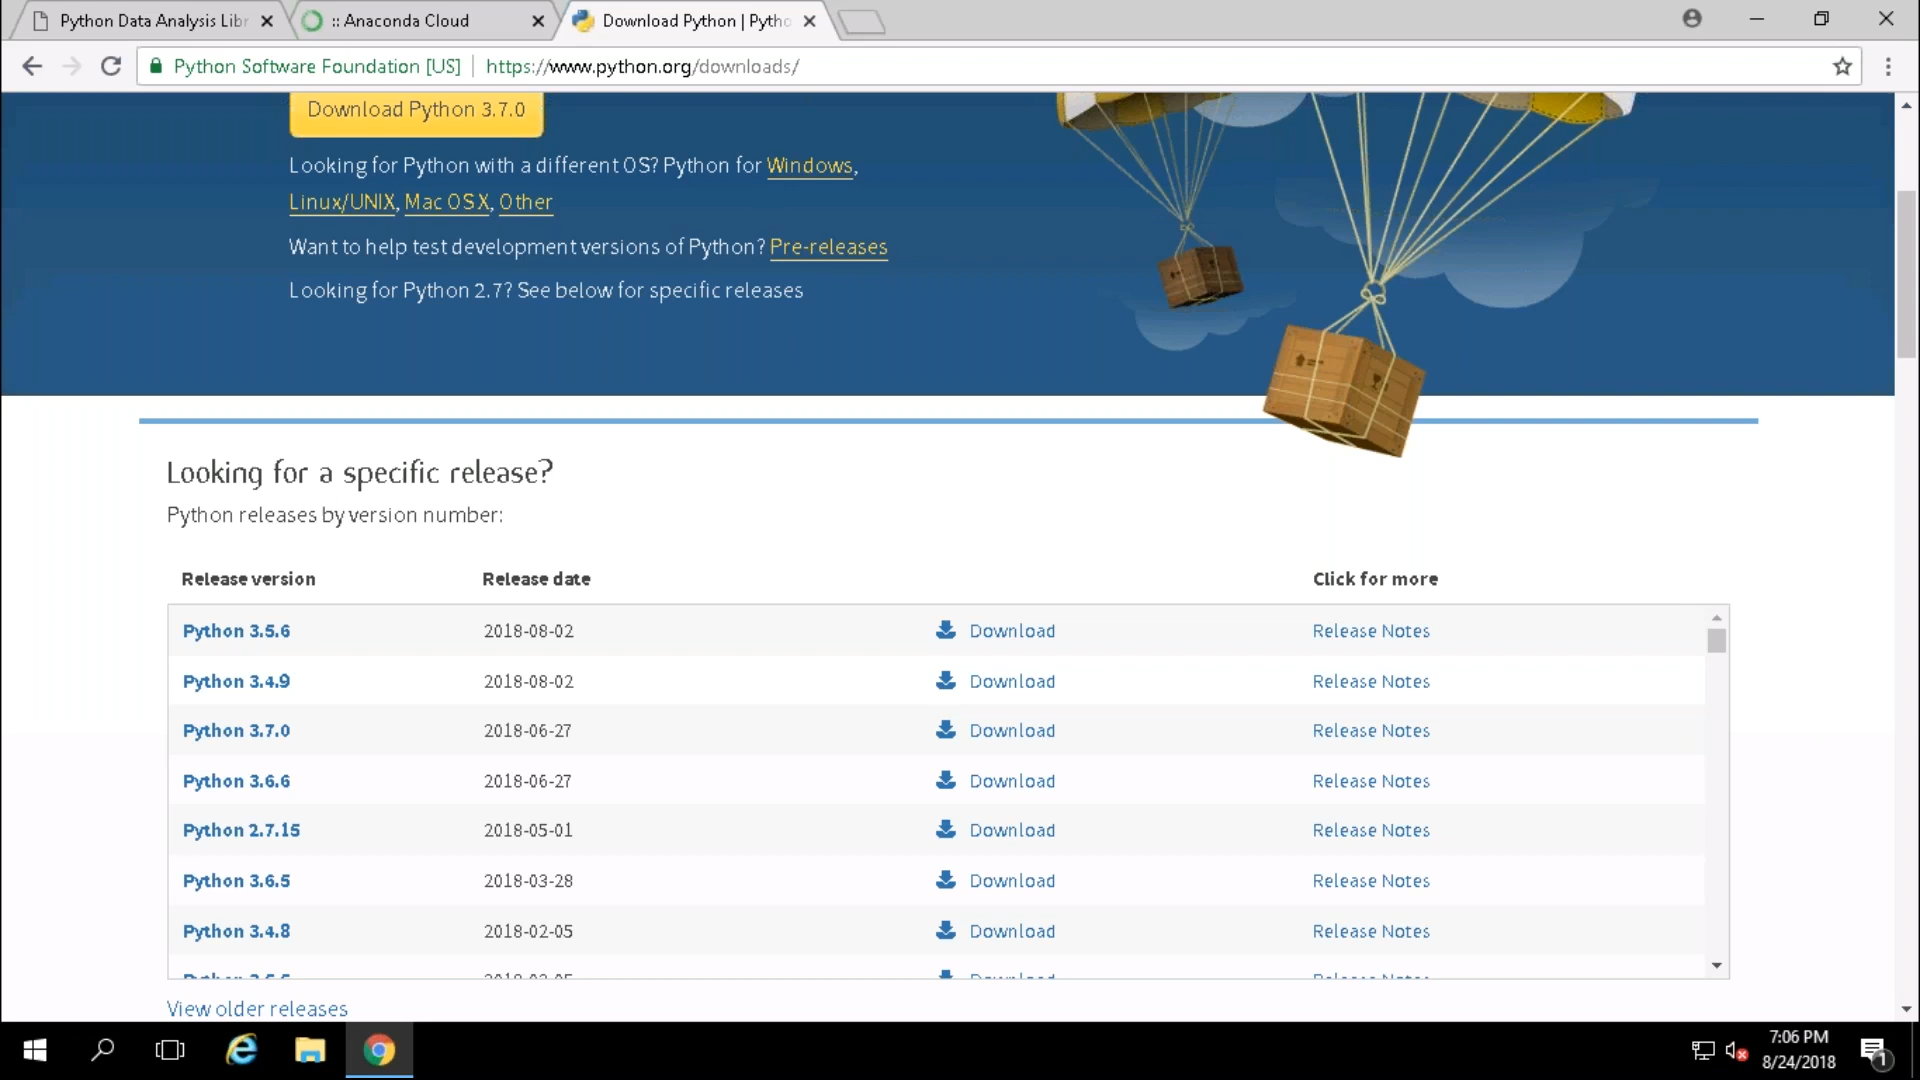 Python Data Analysis Libr
:: Anaconda Cloud
Download Python | Pytho
Python Software Foundation [US]
https://www.python.org/downloads/
Download Python 3.7.0
Looking for Python with a different OS? Python for Windows,
Linux/UNIX, Mac OS X, Other
Want to help test development versions of Python? Pre-releases
Looking for Python 2.7? See below for specific releases
Looking for a specific release?
Python releases by version number:
Release version Release date Click for more
Python 3.5.6 2018-08-02 Download Release Notes
Python 3.4.9 2018-08-02 Download Release Notes
Python 3.7.0 2018-06-27 Download Release Notes
Python 3.6.6 2018-06-27 Download Release Notes
Python 2.7.15 2018-05-01 Download Release Notes
Python 3.6.5 2018-03-28 Download Release Notes
Python 3.4.8 2018-02-05 Download Release Notes
View older releases
7:06 PM
8/24/2018
1